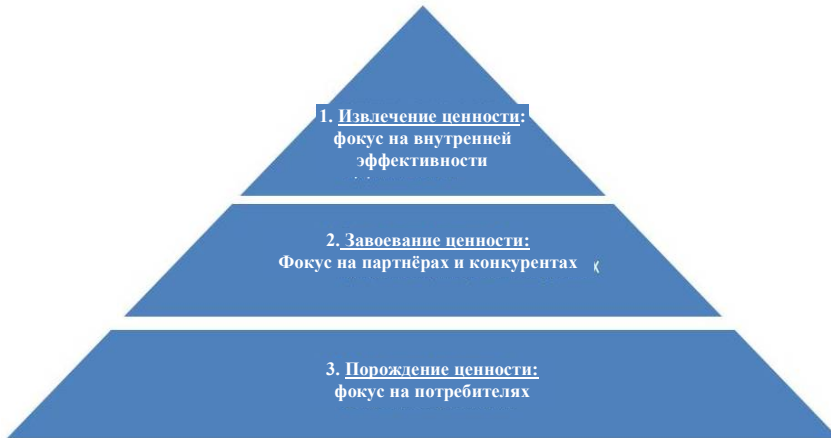 1. Извлечение ценности:
фокус на внутренней
эффективности
2. Завоевание ценности:
Фокус на партнёрах и конкурентах
3. Порождение ценности:
фокус на потребителях